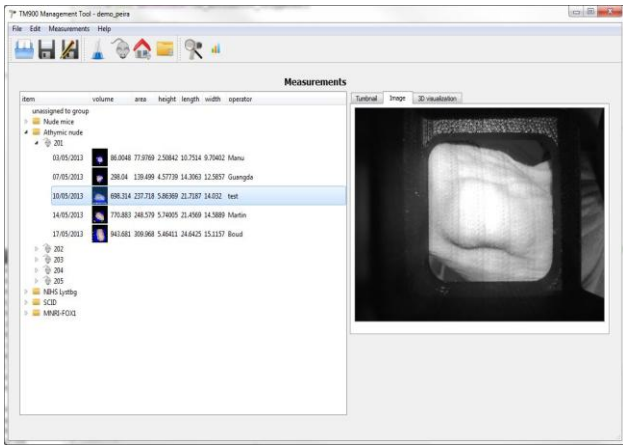 TM900 Management Tool - demo_peira
File Edit Measurements Help
Measurements
item volume area height length width operator
unassigned to group
Nude mice
Athymic nude
201
03/05/2013 86.0048 77.9769 2.50842 10.7514 9.70402 Manu
07/05/2013 298.04 139.499 4.57739 14.3063 12.5857 Guangda
10/05/2013 698.314 237.718 5.86369 21.7187 14.032 test
14/05/2013 770.883 248.579 5.74005 21.4569 14.5889 Martin
17/05/2013 943.681 309.968 5.46411 24.6425 15.1157 Boud
202
203
204
205
NIHS Lystbg
SCID
MNRI-FOX1
Tumbnail Image 3D visualization